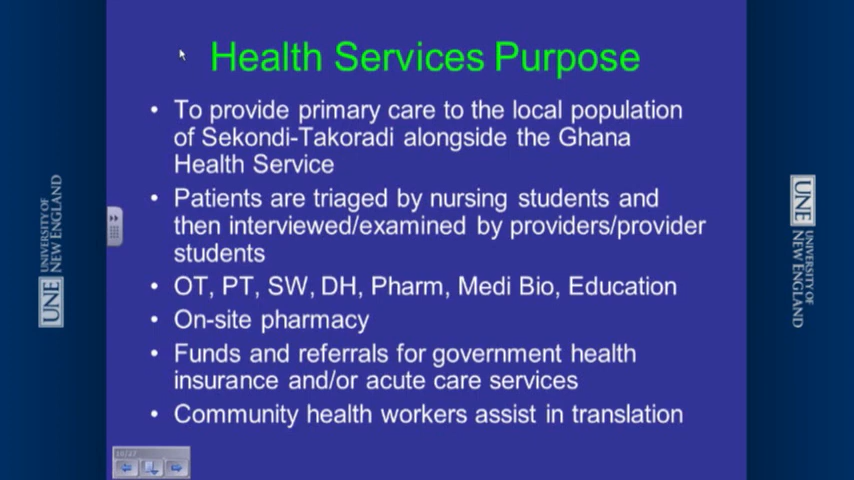 Health Services Purpose
• To provide primary care to the local population
of Sekondi-Takoradi alongside the Ghana
Health Service
• Patients are triaged by nursing students and
then interviewed/examined by providers/provider
students
• OT, PT, SW, DH, Pharm, Medi Bio, Education
• On-site pharmacy
• Funds and referrals for government health
insurance and/or acute care services
• Community health workers assist in translation
UNE
UNIVERSITY OF
NEW ENGLAND
UNE
UNIVERSITY OF
NEW ENGLAND